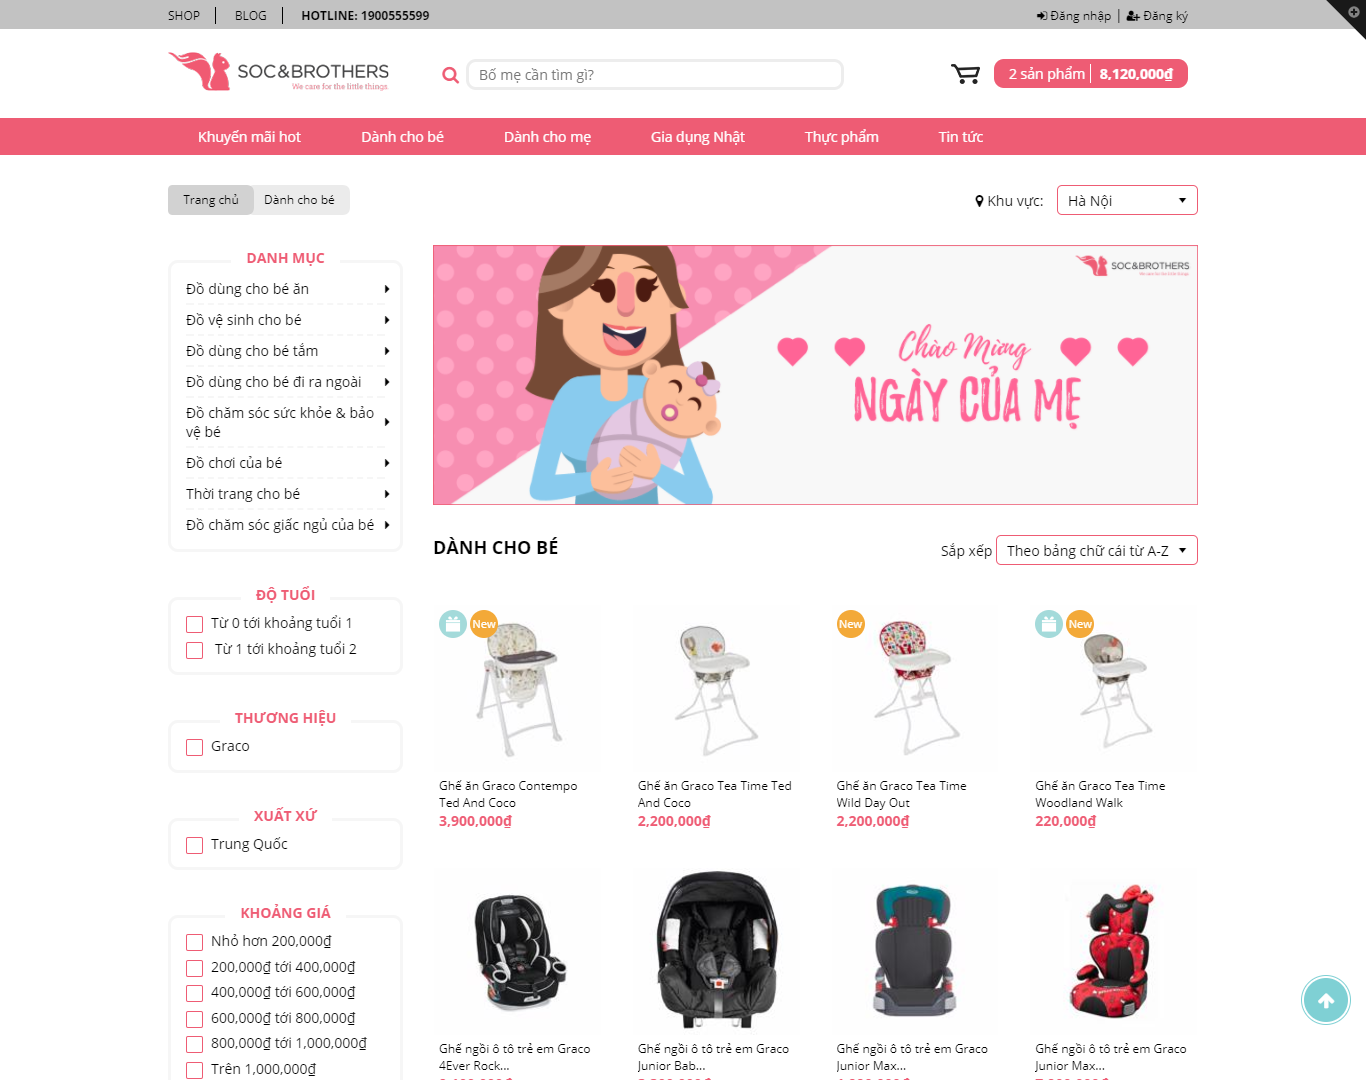 SHOP
BLOG
HOTLINE: 1900555599
Đăng nhập | Đăng ký
SOC&BROTHERS
We care for the little things.
Bố mẹ cần tìm gì?
2 sản phẩm
8,120,000₫
Khuyến mãi hot
Dành cho bé
Dành cho mẹ
Gia dụng Nhật
Thực phẩm
Tin tức
Trang chủ
Dành cho bé
Khu vực:
Hà Nội
DANH MỤC
Đồ dùng cho bé ăn
Đồ vệ sinh cho bé
Đồ dùng cho bé tắm
Đồ dùng cho bé đi ra ngoài
Đồ chăm sóc sức khỏe & bảo
vệ bé
Đồ chơi của bé
Thời trang cho bé
Đồ chăm sóc giấc ngủ của bé
ĐỘ TUỔI
Từ 0 tới khoảng tuổi 1
Từ 1 tới khoảng tuổi 2
THƯƠNG HIỆU
Graco
XUẤT XỨ
Trung Quốc
KHOẢNG GIÁ
Nhỏ hơn 200,000₫
200,000₫ tới 400,000₫
400,000₫ tới 600,000₫
600,000₫ tới 800,000₫
800,000₫ tới 1,000,000₫
Trên 1,000,000₫
SOC&BROTHERS
Chào Mừng
NGÀY CỦA MẸ
DÀNH CHO BÉ
Sắp xếp
Theo bảng chữ cái từ A-Z
New
New
New
Ghế ăn Graco Contempo
Ted And Coco
3,900,000₫
Ghế ăn Graco Tea Time Ted
And Coco
2,200,000₫
Ghế ăn Graco Tea Time
Wild Day Out
2,200,000₫
Ghế ăn Graco Tea Time
Woodland Walk
220,000₫
Ghế ngồi ô tô trẻ em Graco
4Ever Rock...
Ghế ngồi ô tô trẻ em Graco
Junior Bab...
Ghế ngồi ô tô trẻ em Graco
Junior Max...
Ghế ngồi ô tô trẻ em Graco
Junior Max...